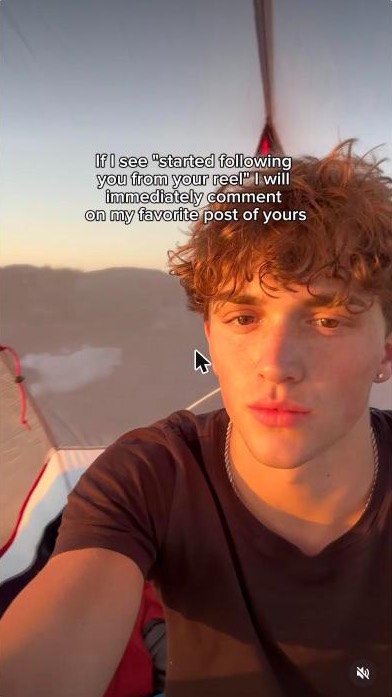 If I see "started following
you from your reel" I will
immediately comment
on my favorite post of yours